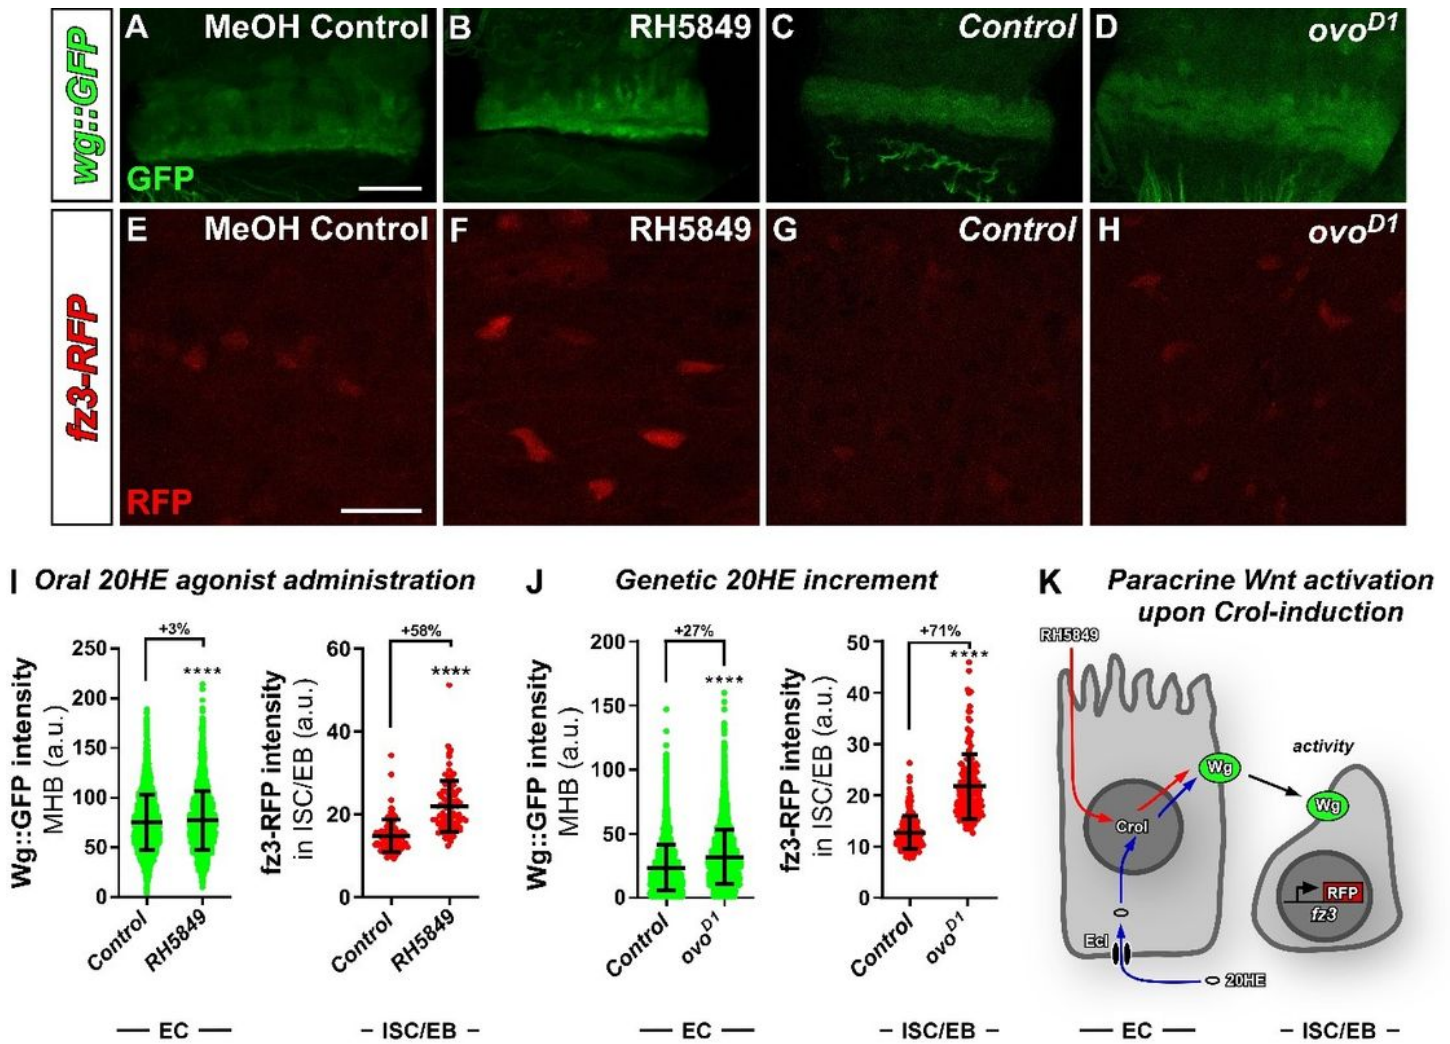 wg::GFP
A MeOH Control
GFP
B RH5849
C Control
D ovoD1
fz3-RFP
E MeOH Control
RFP
F RH5849
G Control
H ovoD1
I Oral 20HE agonist administration
Wg::GFP intensity
MHB (a.u.)
250
200
150
100
50
0
+3%
****
Control
RH5849
EC
fz3-RFP intensity
in ISC/EB (a.u.)
60
40
20
0
+58%
****
Control
RH5849
ISC/EB
J Genetic 20HE increment
Wg::GFP intensity
MHB (a.u.)
200
150
100
50
0
+27%
****
Control
ovoD1
EC
fz3-RFP intensity
in ISC/EB (a.u.)
50
40
30
20
10
0
+71%
****
Control
ovoD1
ISC/EB
K Paracrine Wnt activation
upon Crol-induction
RH5849
Crol
Wg
activity
Wg
RFP
fz3
EcI
20HE
EC
ISC/EB